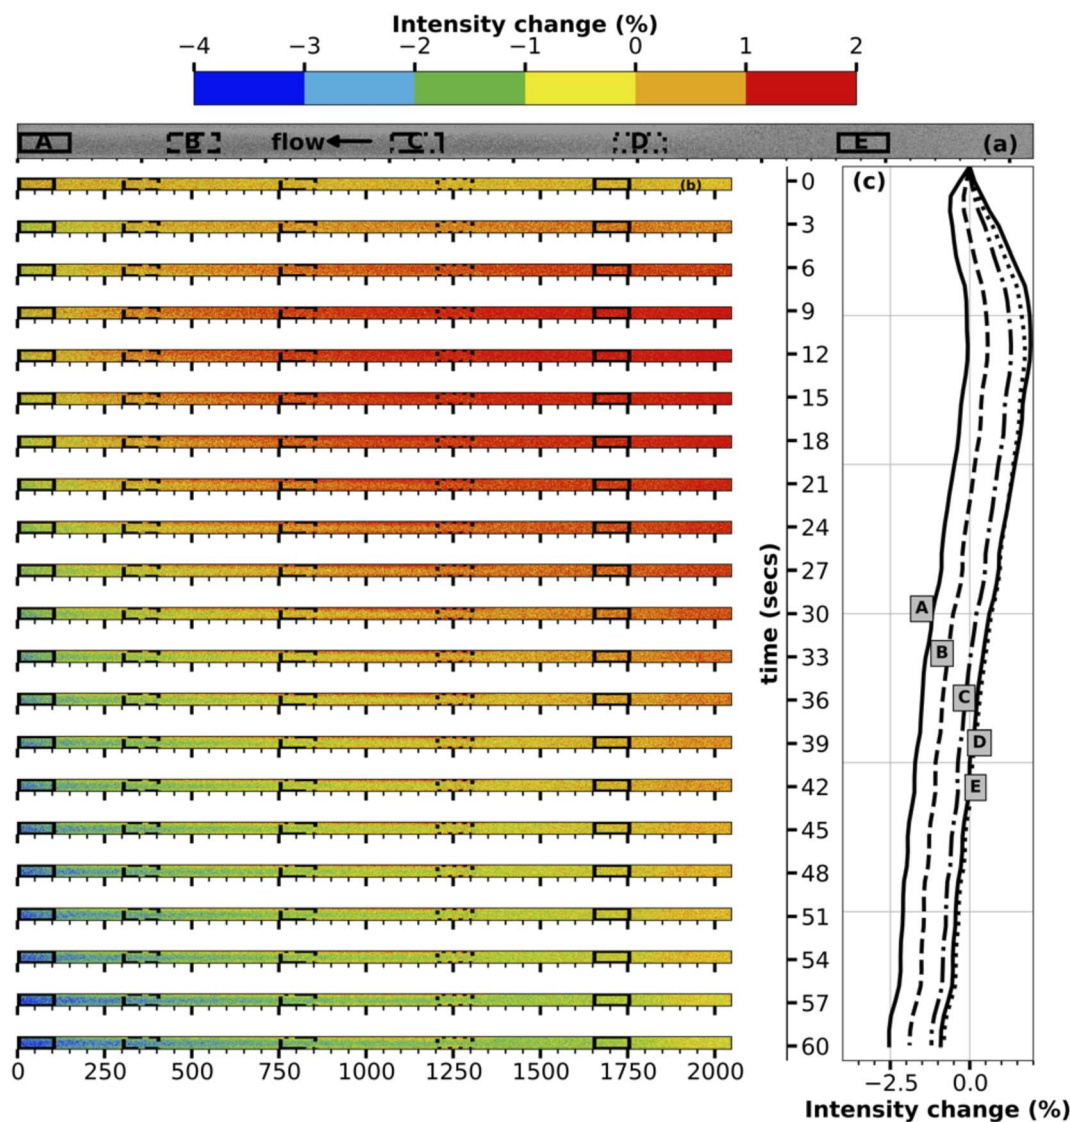 Intensity change (%)
−4 −3 −2 −1 0 1 2
A B flow C D E (a)
(b)
0
3
6
9
12
15
18
21
24
27
30
33
36
39
42
45
48
51
54
57
60
time (secs)
0 250 500 750 1000 1250 1500 1750 2000
(c)
A
B
C
D
E
−2.5 0.0
Intensity change (%)